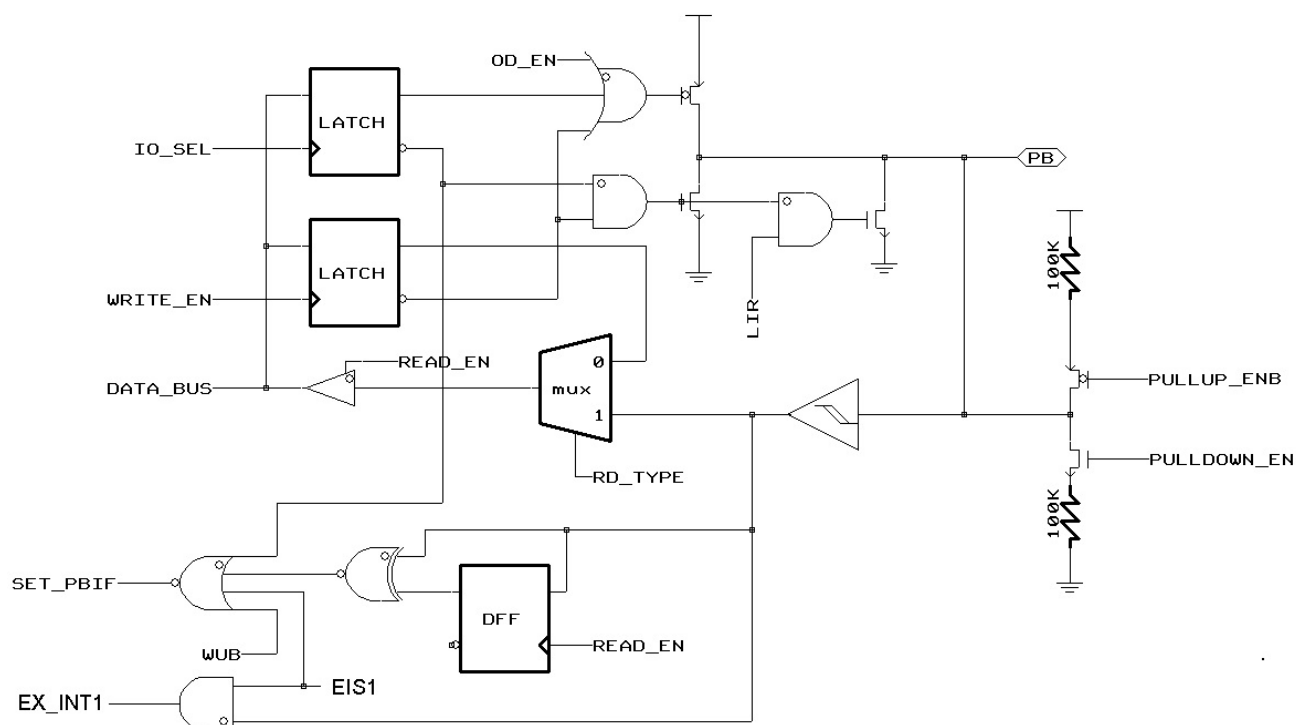 OD_EN
LATCH
IO_SEL
PB
LATCH
WRITE_EN
LIR
100K
READ_EN
0
mux
1
DATA_BUS
PULLUP_ENB
PULLDOWN_EN
RD_TYPE
100K
SET_PBIF
DFF
READ_EN
WUB
EIS1
EX_INT1